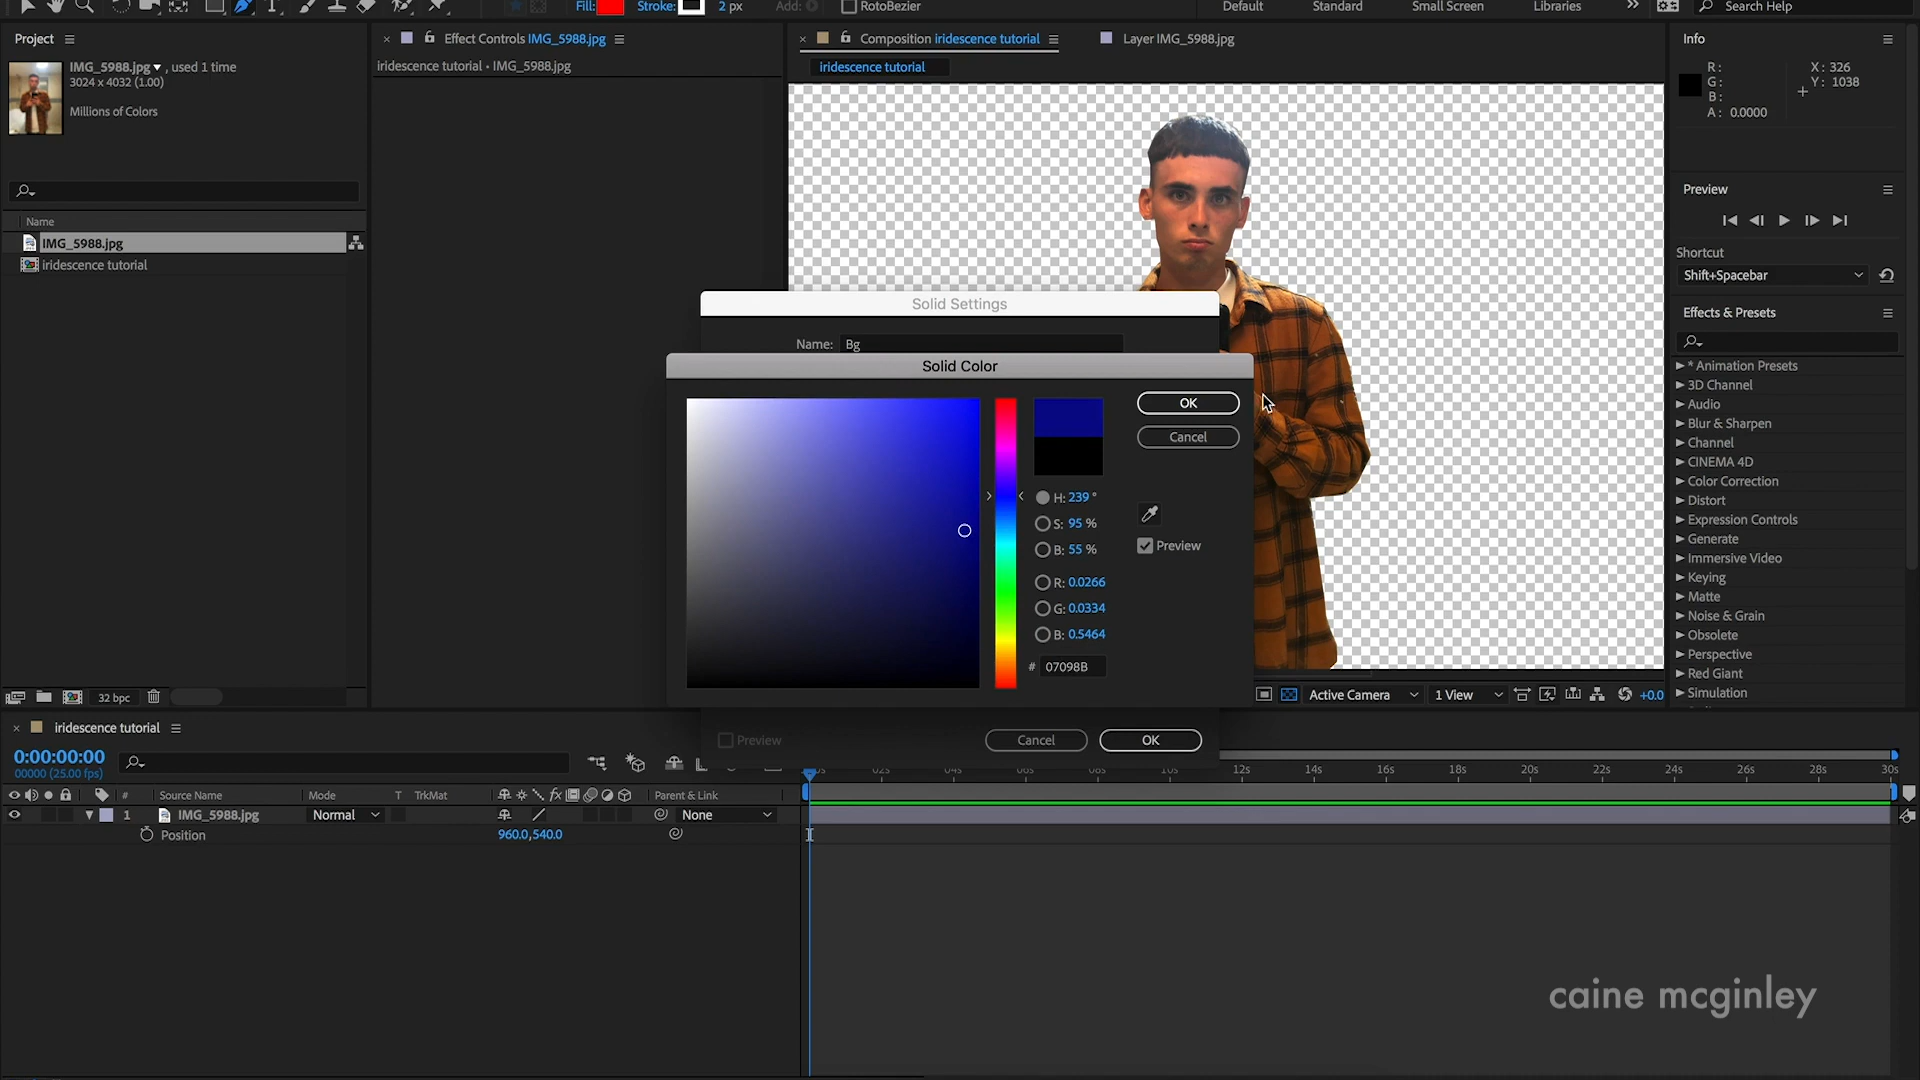 Fill: Stroke: 2 px Add: RotoBezier Default Standard Small Screen Libraries Search Help
Project
IMG_5988.jpg , used 1 time
3024 x 4032 (1.00)
Millions of Colors
Name
IMG_5988.jpg
iridescence tutorial
32 bpc
Effect Controls IMG_5988.jpg
iridescence tutorial • IMG_5988.jpg
Composition iridescence tutorial
Layer IMG_5988.jpg
iridescence tutorial
Solid Settings
Name: Bg
Solid Color
OK
Cancel
H: 239 °
S: 95 %
B: 55 %
Preview
R: 0.0266
G: 0.0334
B: 0.5464
# 07098B
Preview Cancel OK
Active Camera 1 View +0.0
Info
R: X: 326
G: Y: 1038
B:
A: 0.0000
Preview
Shortcut
Shift+Spacebar
Effects & Presets
* Animation Presets
3D Channel
Audio
Blur & Sharpen
Channel
CINEMA 4D
Color Correction
Distort
Expression Controls
Generate
Immersive Video
Keying
Matte
Noise & Grain
Obsolete
Perspective
Red Giant
Simulation
iridescence tutorial
0:00:00:00
00000 (25.00 fps)
02s 04s 06s 08s 10s 12s 14s 16s 18s 20s 22s 24s 26s 28s 30s
# Source Name Mode T TrkMat fx Parent & Link
1 IMG_5988.jpg Normal None
Position 960.0,540.0
caine mcginley